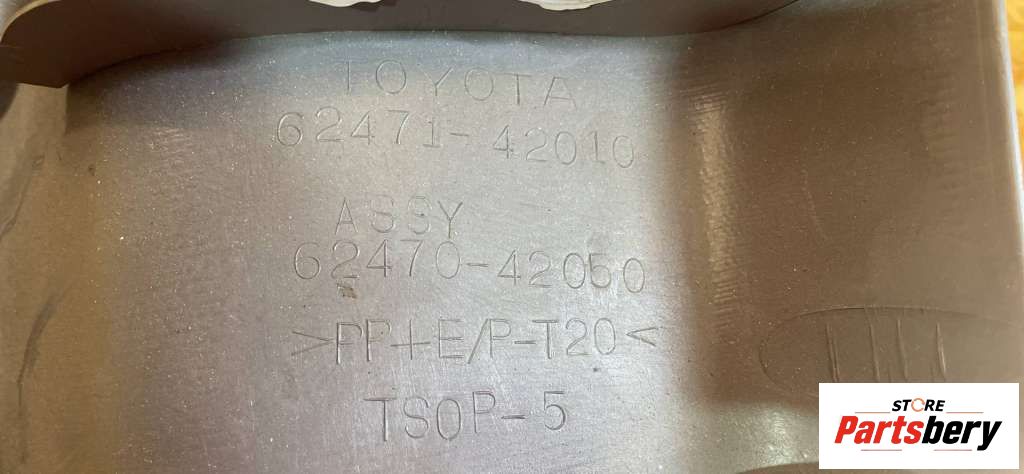 TOYOTA
62471-42010
ASSY
62470-42050
>PP+E/P-T20<
TSOP-5
STORE
Partsbery